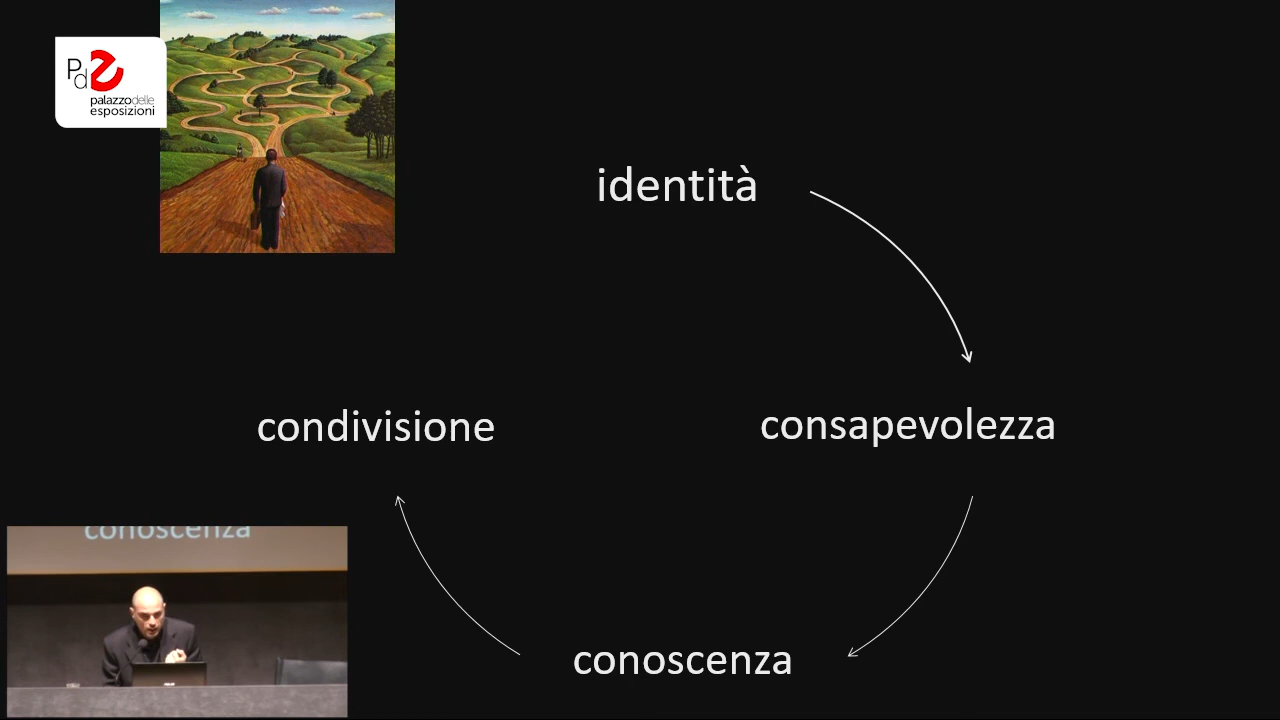 Pd
palazzodelle
esposizioni
identità
condivisione
consapevolezza
conoscenza
conoscenza